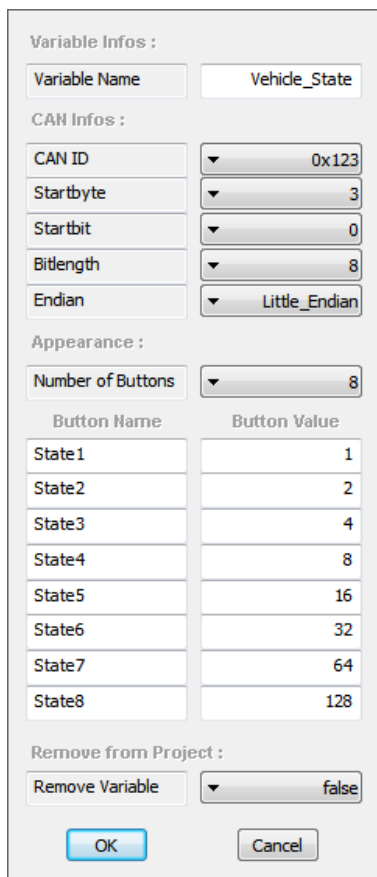 Variable Infos :
Variable Name Vehicle_State
CAN Infos :
CAN ID 0x123
Startbyte 3
Startbit 0
Bitlength 8
Endian Little_Endian
Appearance :
Number of Buttons 8
Button Name Button Value
State1 1
State2 2
State3 4
State4 8
State5 16
State6 32
State7 64
State8 128
Remove from Project :
Remove Variable false
OK Cancel